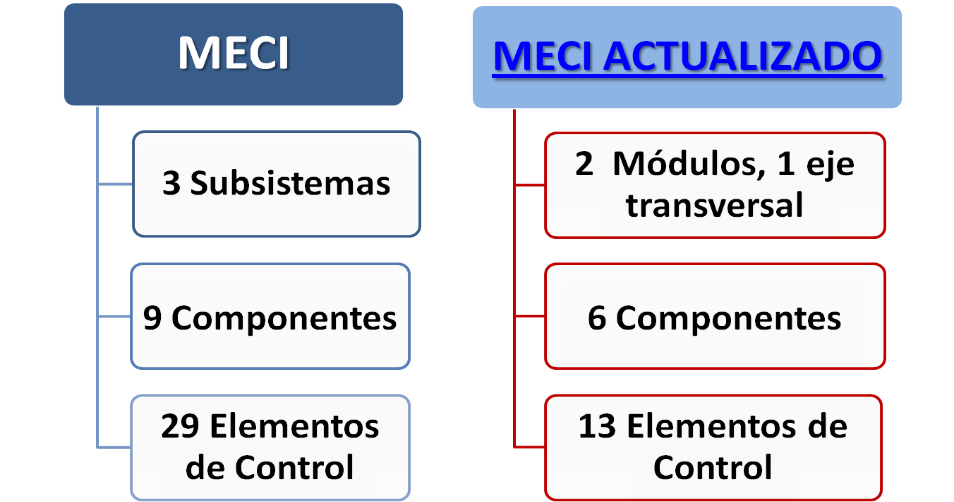 MECI
3 Subsistemas
9 Componentes
29 Elementos
de Control
MECI ACTUALIZADO
2 Módulos, 1 eje
transversal
6 Componentes
13 Elementos de
Control